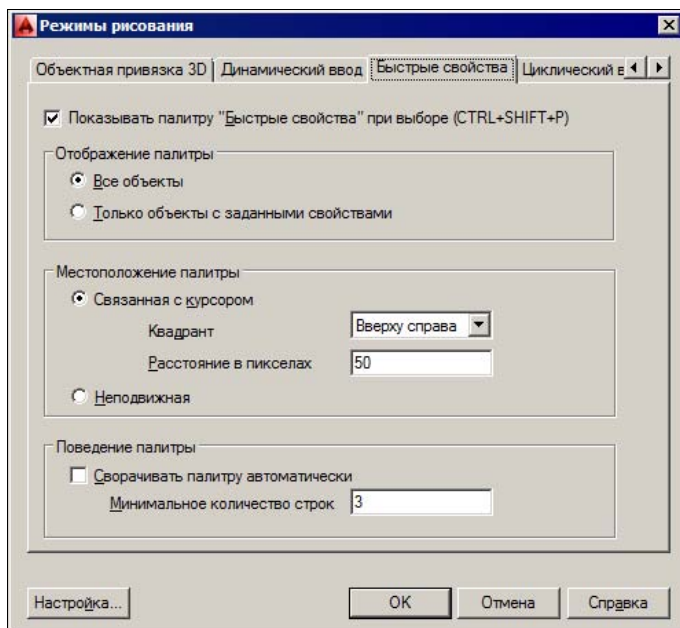 Режимы рисования
Объектная привязка 3D Динамический ввод Быстрые свойства Циклический в
Показывать палитру "Быстрые свойства" при выборе (CTRL+SHIFT+P)
Отображение палитры
Все объекты
Только объекты с заданными свойствами
Местоположение палитры
Связанная с курсором
Квадрант Вверху справа
Расстояние в пикселах 50
Неподвижная
Поведение палитры
Сворачивать палитру автоматически
Минимальное количество строк 3
Настройка... OK Отмена Справка